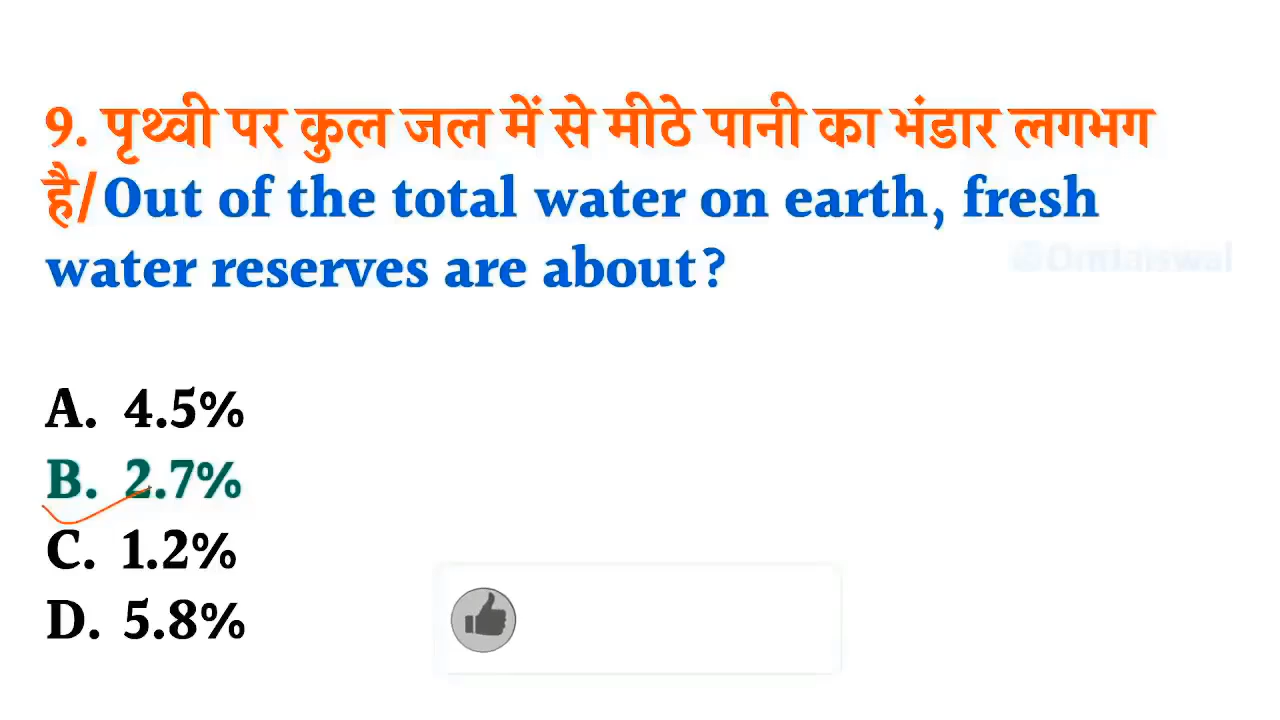 9. पृथ्वी पर कुल जल में से मीठे पानी का भंडार लगभग
है/Out of the total water on earth, fresh
water reserves are about?
A. 4.5%
B. 2.7%
C. 1.2%
D. 5.8%